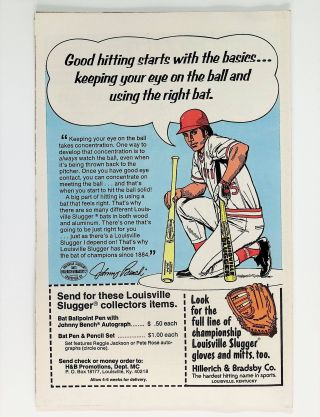 Good hitting starts with the basics...
keeping your eye on the ball and
using the right bat.
"Keeping your eye on the ball
takes concentration. One way to
develop that concentration is to
always watch the ball, even when
it's being thrown back to the
pitcher. Once you have good eye
contact, you can concentrate on
meeting the ball . . . and that's
when you start to hit the ball solid!
A big part of hitting is using a
bat that feels right. That's why
there are so many different Louis-
ville Slugger® bats in both wood
and aluminum. There's one that's
going to be just right for you
. . . just as there's a Louisville
Slugger I depend on! That's why
Louisville Slugger has been
the bat of champions since 1884."
Johnny Bench
Send for these Louisville
Slugger® collectors items.
Bat Ballpoint Pen with
Johnny Bench Autograph...... $ .50 each
Bat Pen & Pencil Set ............ $1.00 each
Set features Reggie Jackson or Pete Rose auto-
graphs (circle one).
Send check or money order to:
H&B Promotions, Dept. MC
P. O. Box 18177, Louisville, Ky. 40218
Allow 4-6 weeks for delivery.
Look
for the
full line of
championship
Louisville Slugger
gloves and mitts, too.
Hillerich & Bradsby Co.
The hardest hitting name in sports.
LOUISVILLE, KENTUCKY